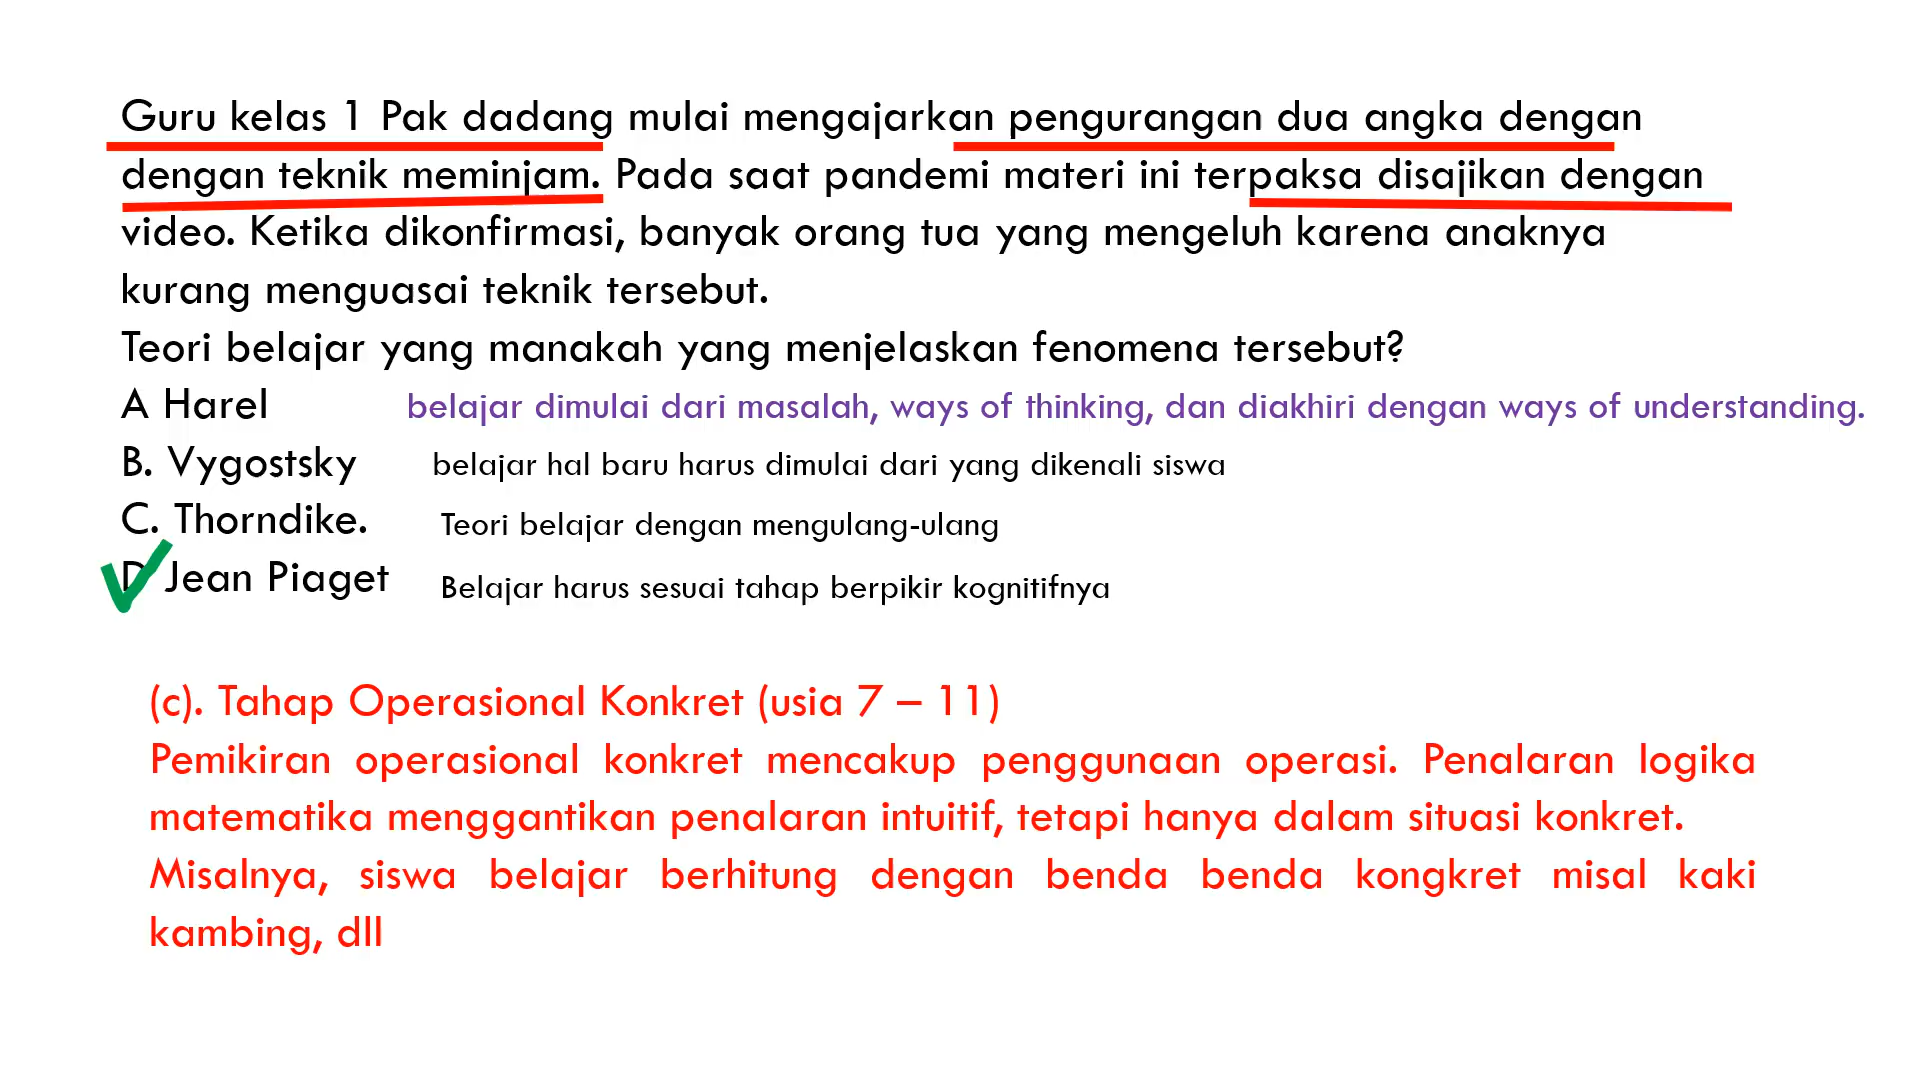 Guru kelas 1 Pak dadang mulai mengajarkan pengurangan dua angka dengan
dengan teknik meminjam. Pada saat pandemi materi ini terpaksa disajikan dengan
video. Ketika dikonfirmasi, banyak orang tua yang mengeluh karena anaknya
kurang menguasai teknik tersebut.
Teori belajar yang manakah yang menjelaskan fenomena tersebut?
A Harel belajar dimulai dari masalah, ways of thinking, dan diakhiri dengan ways of understanding.
B. Vygostsky belajar hal baru harus dimulai dari yang dikenali siswa
C. Thorndike. Teori belajar dengan mengulang-ulang
D Jean Piaget Belajar harus sesuai tahap berpikir kognitifnya
(c). Tahap Operasional Konkret (usia 7 – 11)
Pemikiran operasional konkret mencakup penggunaan operasi. Penalaran logika
matematika menggantikan penalaran intuitif, tetapi hanya dalam situasi konkret.
Misalnya, siswa belajar berhitung dengan benda benda kongkret misal kaki
kambing, dll